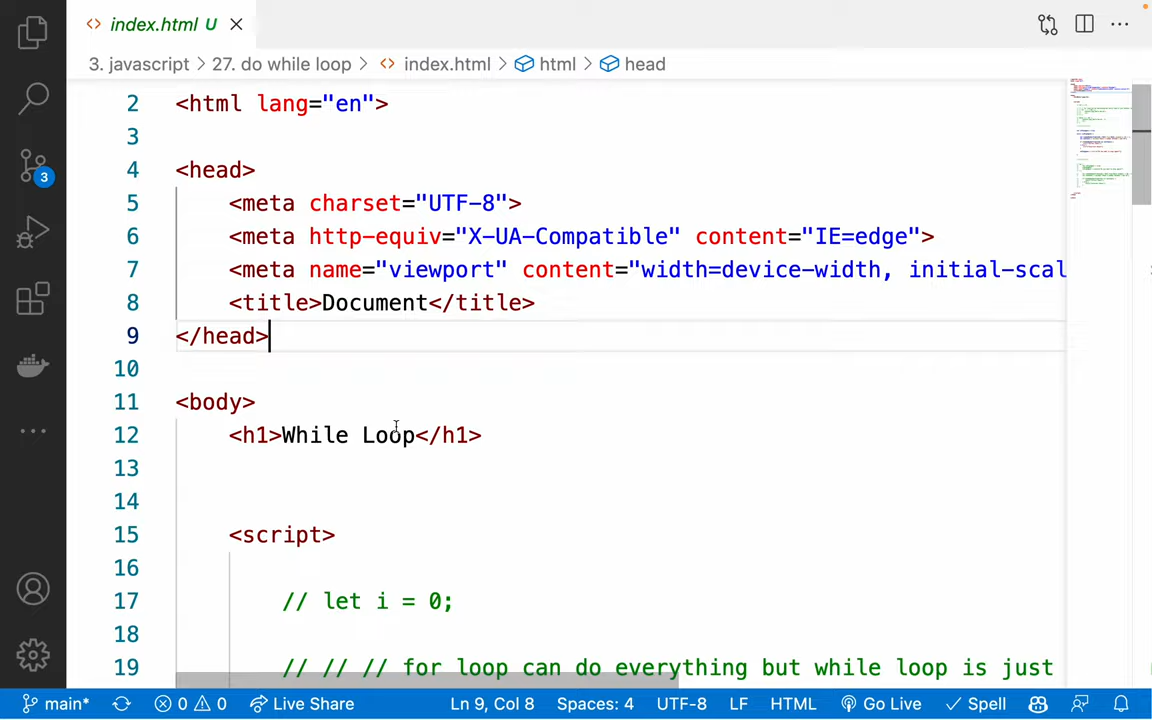 index.html U
3. javascript > 27. do while loop > index.html > html > head
2 <html lang="en">
3
4 <head>
5 <meta charset="UTF-8">
6 <meta http-equiv="X-UA-Compatible" content="IE=edge">
7 <meta name="viewport" content="width=device-width, initial-scal
8 <title>Document</title>
9 </head>
10
11 <body>
12 <h1>While Loop</h1>
13
14
15 <script>
16
17 // let i = 0;
18
19 // // // for loop can do everything but while loop is just
3
main* 0 0 Live Share Ln 9, Col 8 Spaces: 4 UTF-8 LF HTML Go Live Spell